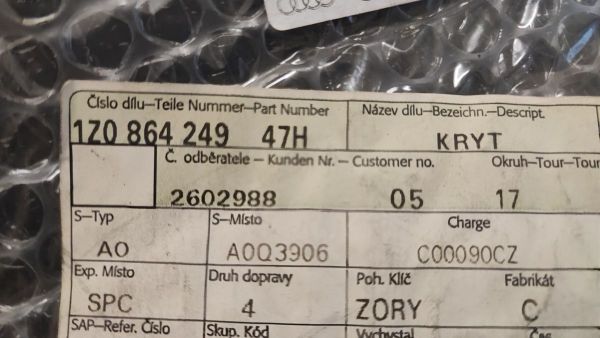 Číslo dílu–Teile Nummer–Part Number Název dílu–Bezeichn.–Descript.
1Z0 864 249 47H KRYT
Č. odběratele – Kunden Nr. – Customer no. Okruh–Tour–Tour
2602988 05 17
S–Typ S–Místo Charge
AO A0Q3906 C00090CZ
Exp. Místo Druh dopravy Poh. Klíč Fabrikát
SPC 4 ZORY C
SAP–Refer. Číslo Skup. Kód Vychystal Čas